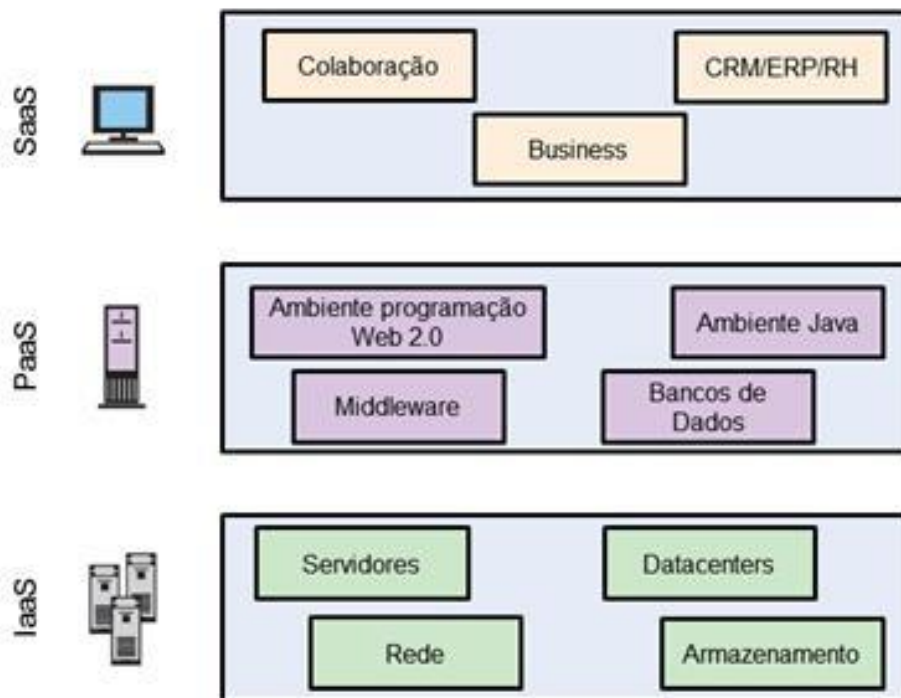 SaaS
Colaboração
CRM/ERP/RH
Business
PaaS
Ambiente programação
Web 2.0
Ambiente Java
Middleware
Bancos de
Dados
IaaS
Servidores
Datacenters
Rede
Armazenamento